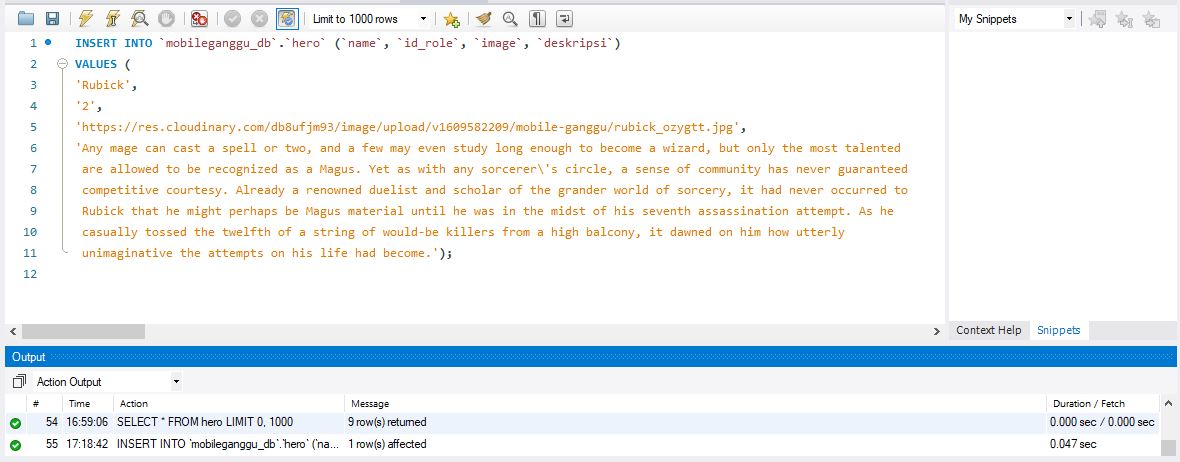 Limit to 1000 rows
My Snippets
1 INSERT INTO `mobileganggu_db`.`hero` (`name`, `id_role`, `image`, `deskripsi`)
2 VALUES (
3 'Rubick',
4 '2',
5 'https://res.cloudinary.com/db8ufjm93/image/upload/v1609582209/mobile-ganggu/rubick_ozygtt.jpg',
6 'Any mage can cast a spell or two, and a few may even study long enough to become a wizard, but only the most talented
7 are allowed to be recognized as a Magus. Yet as with any sorcerer\'s circle, a sense of community has never guaranteed
8 competitive courtesy. Already a renowned duelist and scholar of the grander world of sorcery, it had never occurred to
9 Rubick that he might perhaps be Magus material until he was in the midst of his seventh assassination attempt. As he
10 casually tossed the twelfth of a string of would-be killers from a high balcony, it dawned on him how utterly
11 unimaginative the attempts on his life had become.');
12
Context Help Snippets
Output
Action Output
# Time Action Message Duration / Fetch
54 16:59:06 SELECT * FROM hero LIMIT 0, 1000 9 row(s) returned 0.000 sec / 0.000 sec
55 17:18:42 INSERT INTO `mobileganggu_db`.`hero` (`na... 1 row(s) affected 0.047 sec